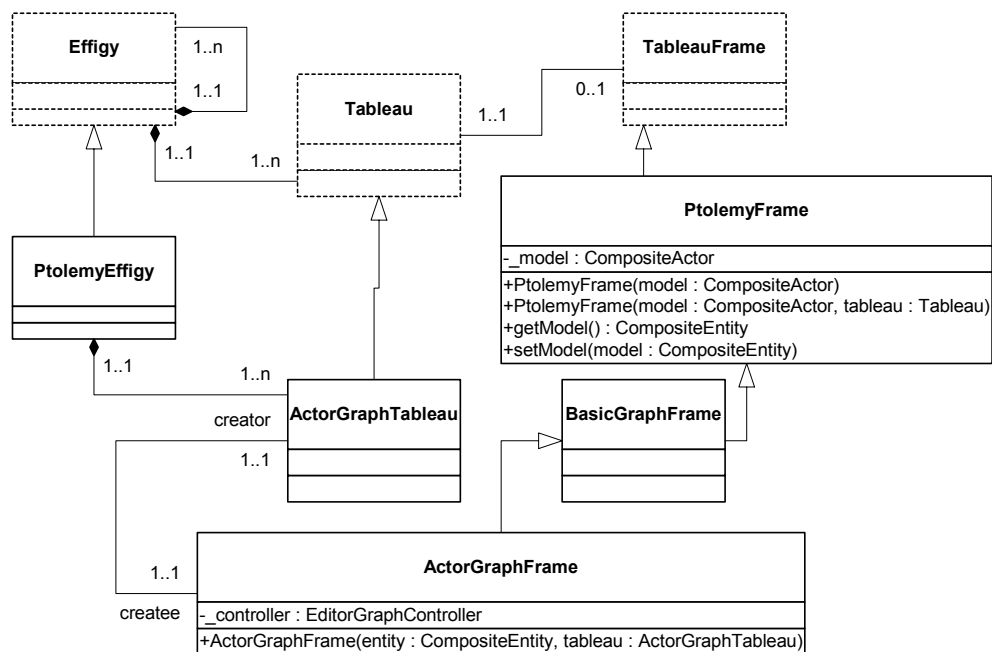 Effigy
1..n
1..1
TableauFrame
Tableau
1..1
0..1
1..1
1..n
PtolemyFrame
-_model : CompositeActor
+PtolemyFrame(model : CompositeActor)
+PtolemyFrame(model : CompositeActor, tableau : Tableau)
+getModel() : CompositeEntity
+setModel(model : CompositeEntity)
PtolemyEffigy
1..1
1..n
creator
ActorGraphTableau
1..1
BasicGraphFrame
1..1
createe
ActorGraphFrame
-_controller : EditorGraphController
+ActorGraphFrame(entity : CompositeEntity, tableau : ActorGraphTableau)